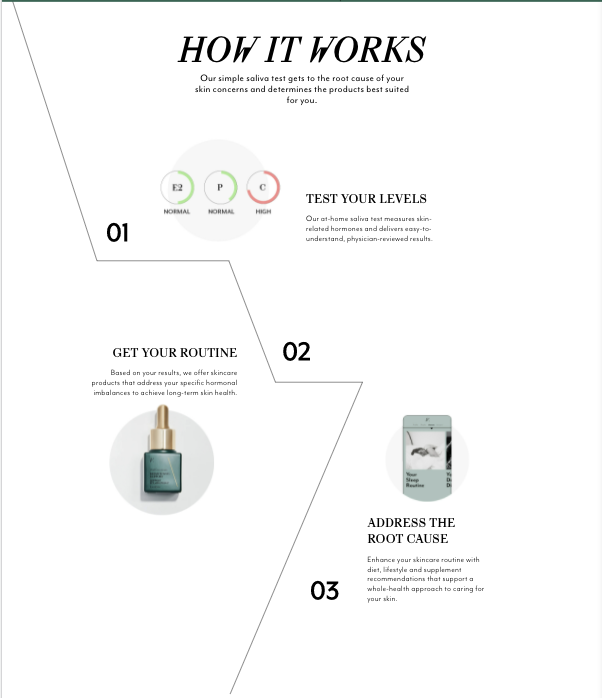 HOW IT WORKS
Our simple saliva test gets to the root cause of your
skin concerns and determines the products best suited
for you.
E2
P
C
NORMAL
NORMAL
HIGH
01
TEST YOUR LEVELS
Our at-home saliva test measures skin-
related hormones and delivers easy-to-
understand, physician-reviewed results.
02
GET YOUR ROUTINE
Based on your results, we offer skincare
products that address your specific hormonal
imbalances to achieve long-term skin health.
Your
Sleep
Routine
ADDRESS THE
ROOT CAUSE
Enhance your skincare routine with
diet, lifestyle and supplement
recommendations that support a
whole-health approach to caring for
your skin.
03